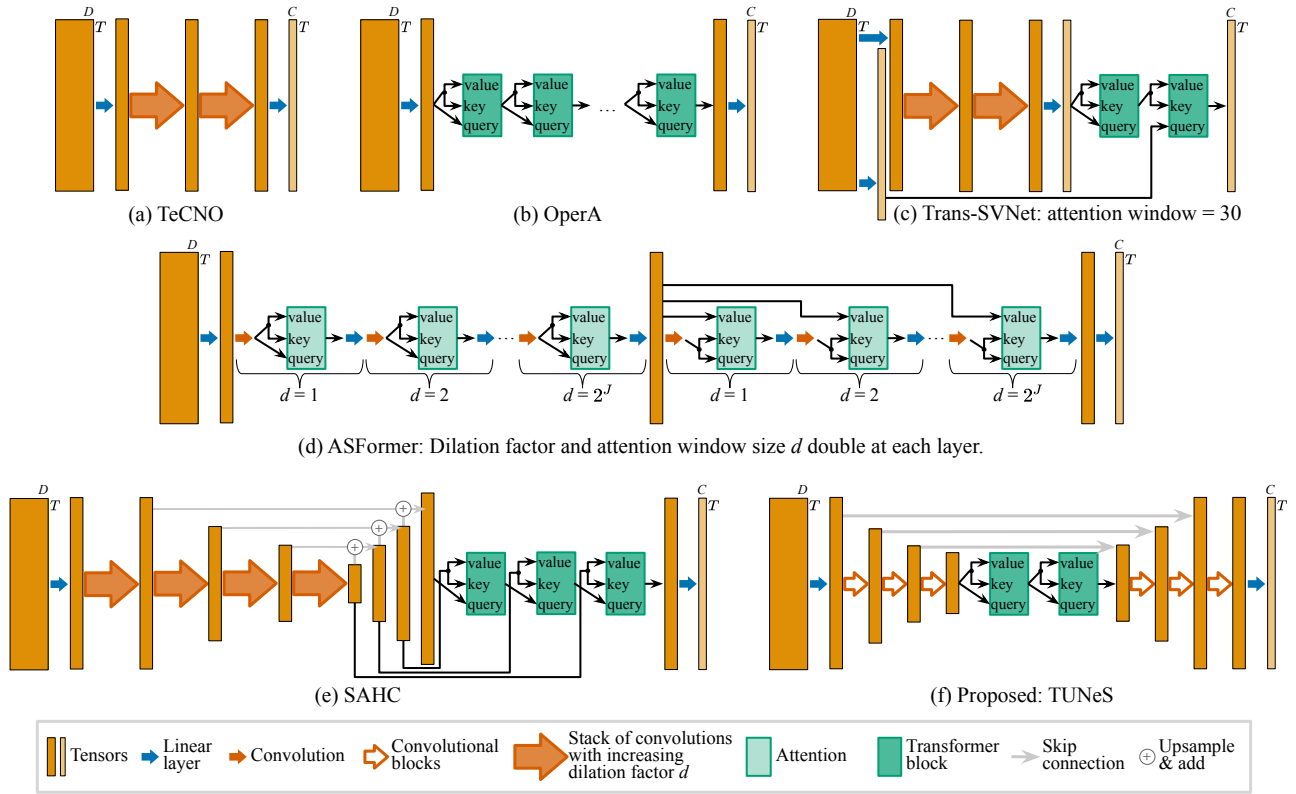 D
T
C
T
(a) TeCNO
D
T
value
key
query
value
key
query
...
value
key
query
C
T
(b) OperA
D
T
value
key
query
value
key
query
C
T
(c) Trans-SVNet: attention window = 30
D
T
value
key
query
d = 1
value
key
query
d = 2
...
value
key
query
d = 2^J
value
key
query
d = 1
value
key
query
d = 2
...
value
key
query
d = 2^J
C
T
(d) ASFormer: Dilation factor and attention window size d double at each layer.
D
T
+
+
+
value
key
query
value
key
query
value
key
query
C
T
(e) SAHC
D
T
value
key
query
value
key
query
C
T
(f) Proposed: TUNeS
Tensors
Linear
layer
Convolution
Convolutional
blocks
Stack of convolutions
with increasing
dilation factor d
Attention
Transformer
block
Skip
connection
+
Upsample
& add